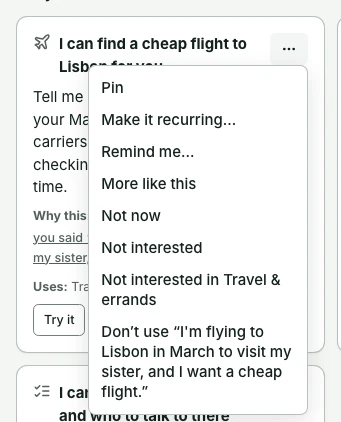 I can find a cheap flight to
Lisbon for you
...
Tell me
your Ma
carriers
checkin
time.
Why this
you said
my sister,
Uses: Tra
Try it
Pin
Make it recurring...
Remind me...
More like this
Not now
Not interested
Not interested in Travel &
errands
Don't use “I'm flying to
Lisbon in March to visit my
sister, and I want a cheap
flight.”
I car
and who to talk to there